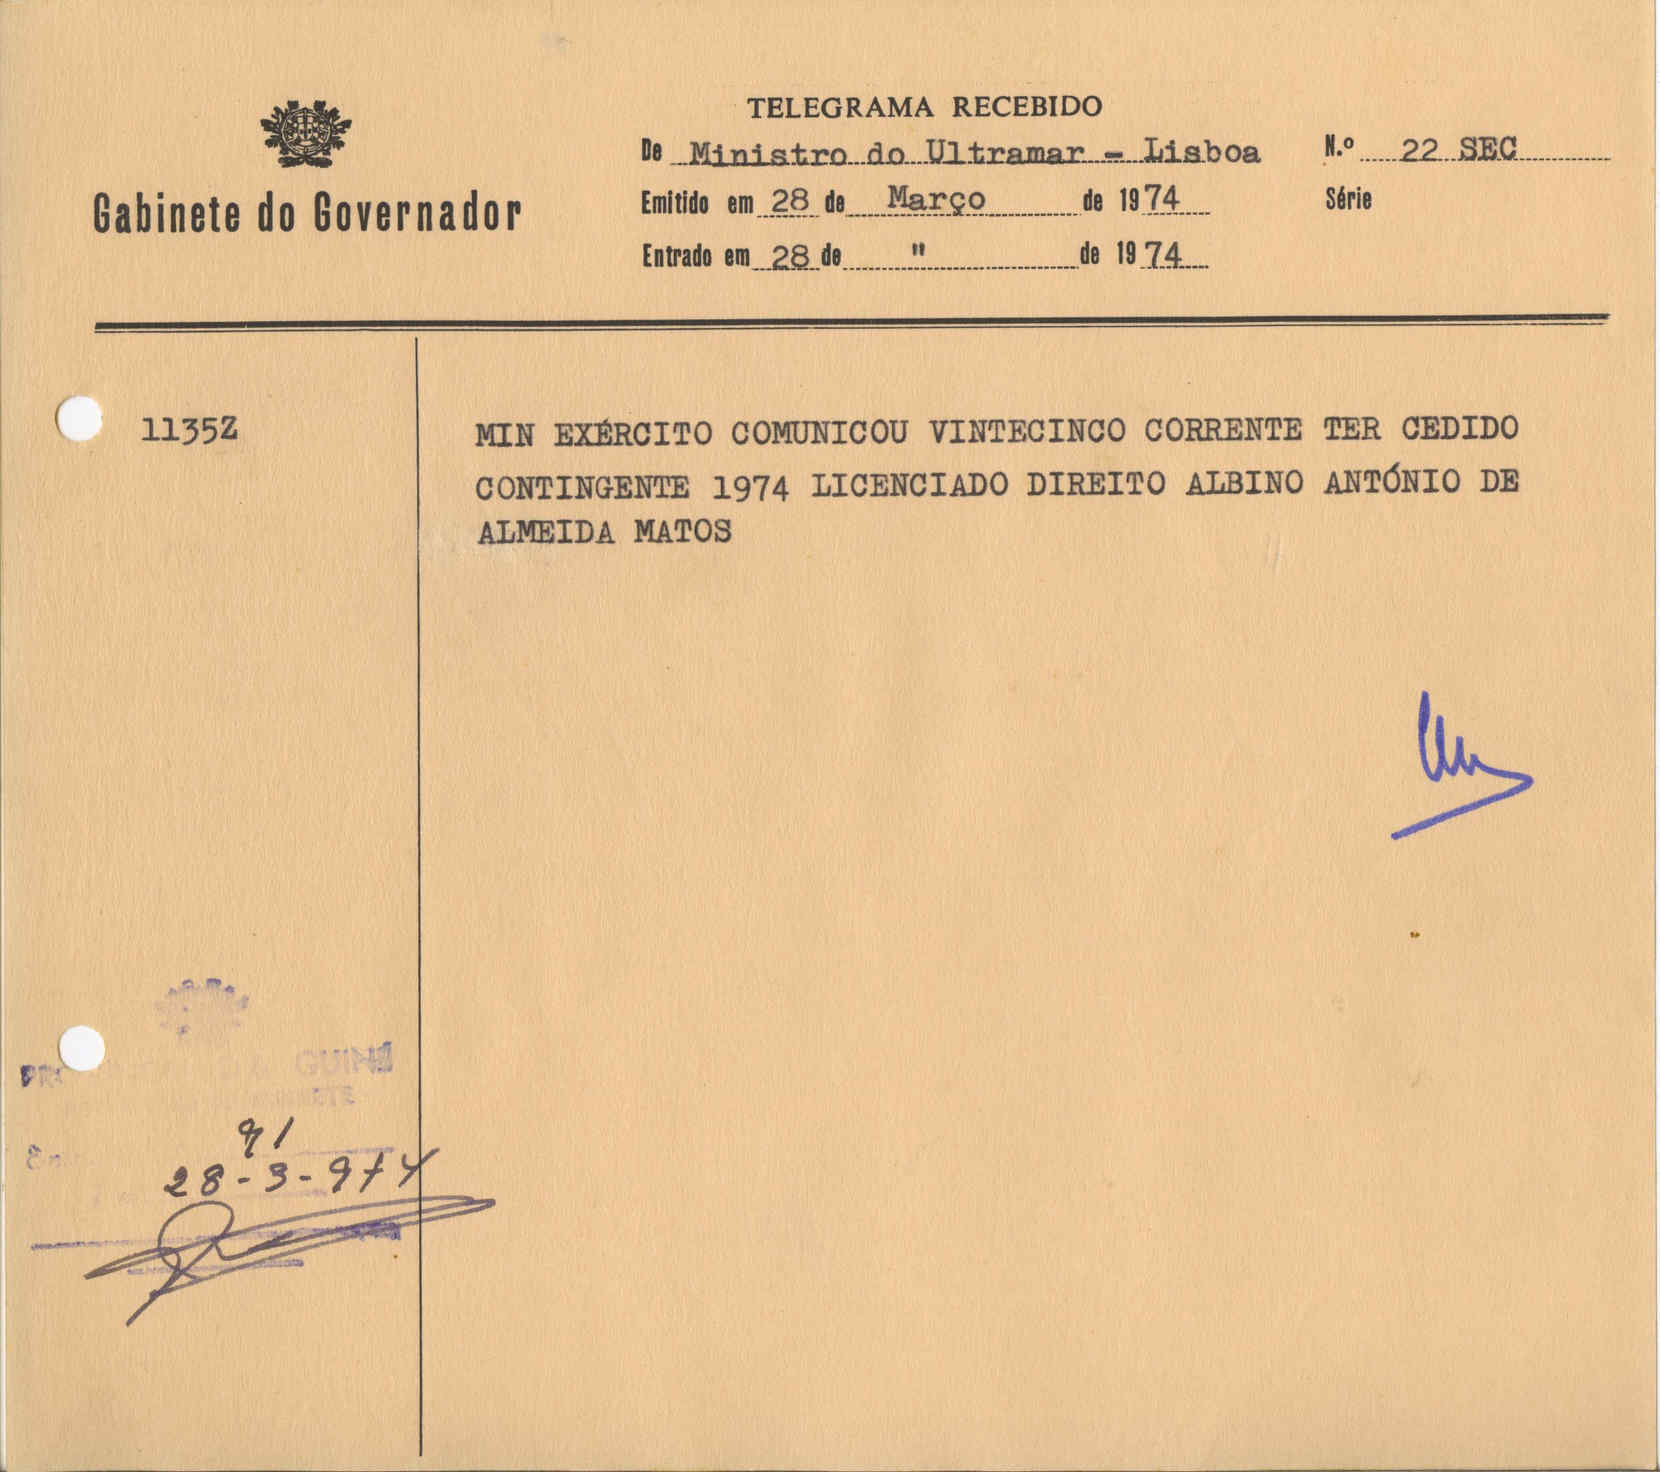 TELEGRAMA RECEBIDO
De Ministro do Ultramar - Lisboa N.º 22 SEC
Gabinete do Governador
Emitido em 28 de Março de 1974 Série
Entrado em 28 de " de 1974
1135Z
MIN EXÉRCITO COMUNICOU VINTECINCO CORRENTE TER CEDIDO
CONTINGENTE 1974 LICENCIADO DIREITO ALBINO ANTÓNIO DE
ALMEIDA MATOS
GUINÉ
91
28-3-974